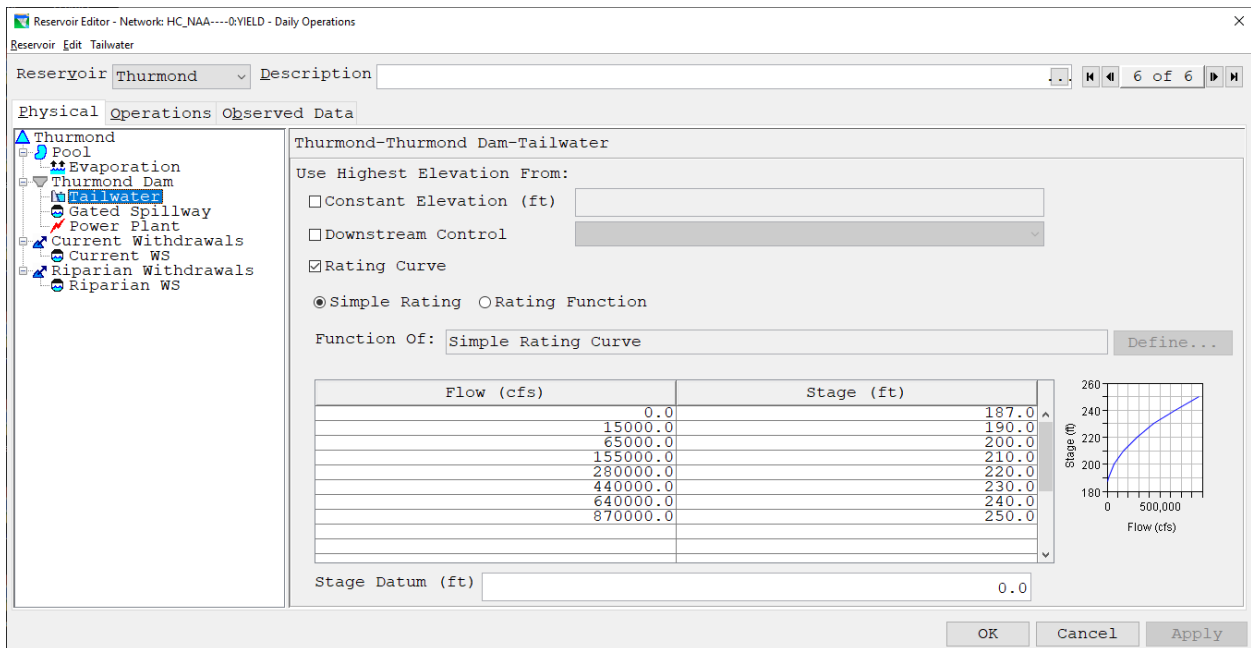 Reservoir Editor - Network: HC_NAA----0:YIELD - Daily Operations
Reservoir Edit Tailwater
Reservoir Thurmond Description ... 6 of 6
Physical Operations Observed Data
Thurmond
Pool
Evaporation
Thurmond Dam
Tailwater
Gated Spillway
Power Plant
Current Withdrawals
Current WS
Riparian Withdrawals
Riparian WS
Thurmond-Thurmond Dam-Tailwater
Use Highest Elevation From:
Constant Elevation (ft)
Downstream Control
Rating Curve
Simple Rating Rating Function
Function Of: Simple Rating Curve Define...
Flow (cfs) Stage (ft)
0.0 187.0
15000.0 190.0
65000.0 200.0
155000.0 210.0
280000.0 220.0
440000.0 230.0
640000.0 240.0
870000.0 250.0
260
240
220
200
180
Stage (ft)
0 500,000
Flow (cfs)
Stage Datum (ft) 0.0
OK Cancel Apply